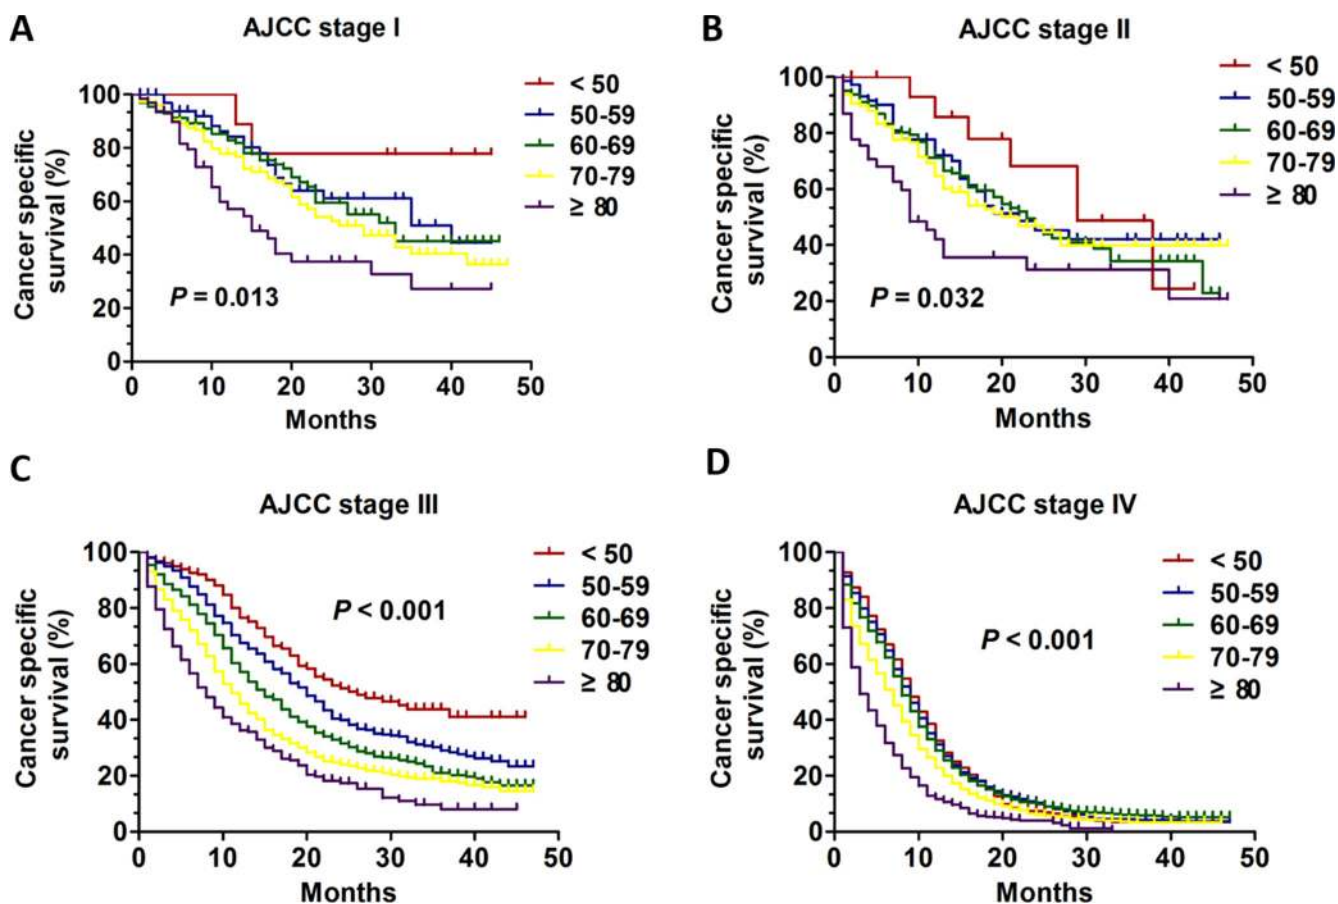 A
AJCC stage I
Cancer specific
survival (%)
100
80
60
40
20
0
0 10 20 30 40 50
Months
P = 0.013
< 50
50-59
60-69
70-79
≥ 80
B
AJCC stage II
Cancer specific
survival (%)
100
80
60
40
20
0
0 10 20 30 40 50
Months
P = 0.032
< 50
50-59
60-69
70-79
≥ 80
C
AJCC stage III
Cancer specific
survival (%)
100
80
60
40
20
0
0 10 20 30 40 50
Months
P < 0.001
< 50
50-59
60-69
70-79
≥ 80
D
AJCC stage IV
Cancer specific
survival (%)
100
80
60
40
20
0
0 10 20 30 40 50
Months
P < 0.001
< 50
50-59
60-69
70-79
≥ 80